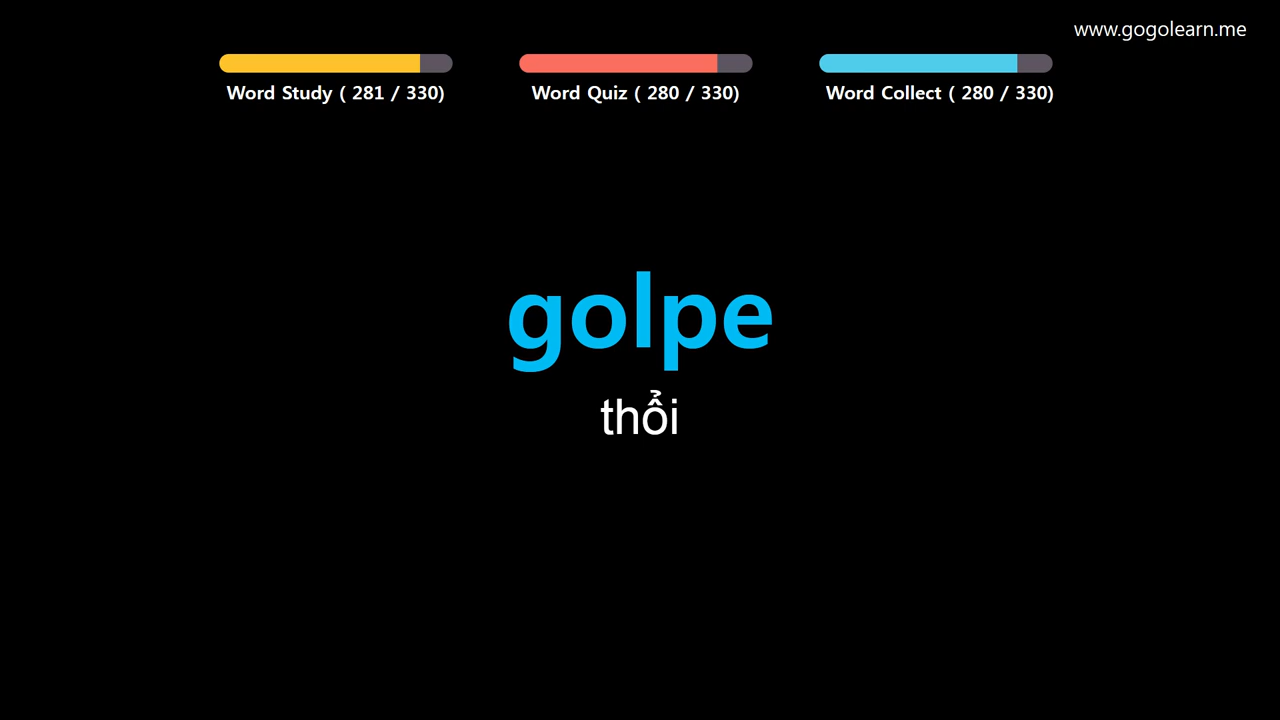 www.gogolearn.me
Word Study ( 281 / 330)
Word Quiz ( 280 / 330)
Word Collect ( 280 / 330)
golpe
thổi